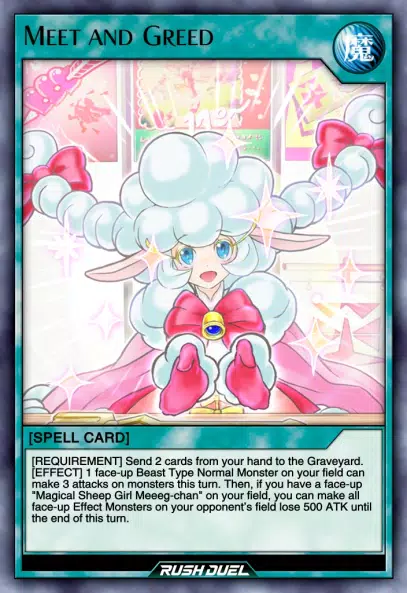 MEET AND GREED
魔
[SPELL CARD]
[REQUIREMENT] Send 2 cards from your hand to the Graveyard.
[EFFECT] 1 face-up Beast Type Normal Monster on your field can
make 3 attacks on monsters this turn. Then, if you have a face-up
"Magical Sheep Girl Meeeg-chan" on your field, you can make all
face-up Effect Monsters on your opponent's field lose 500 ATK until
the end of this turn.
RUSH DUEL